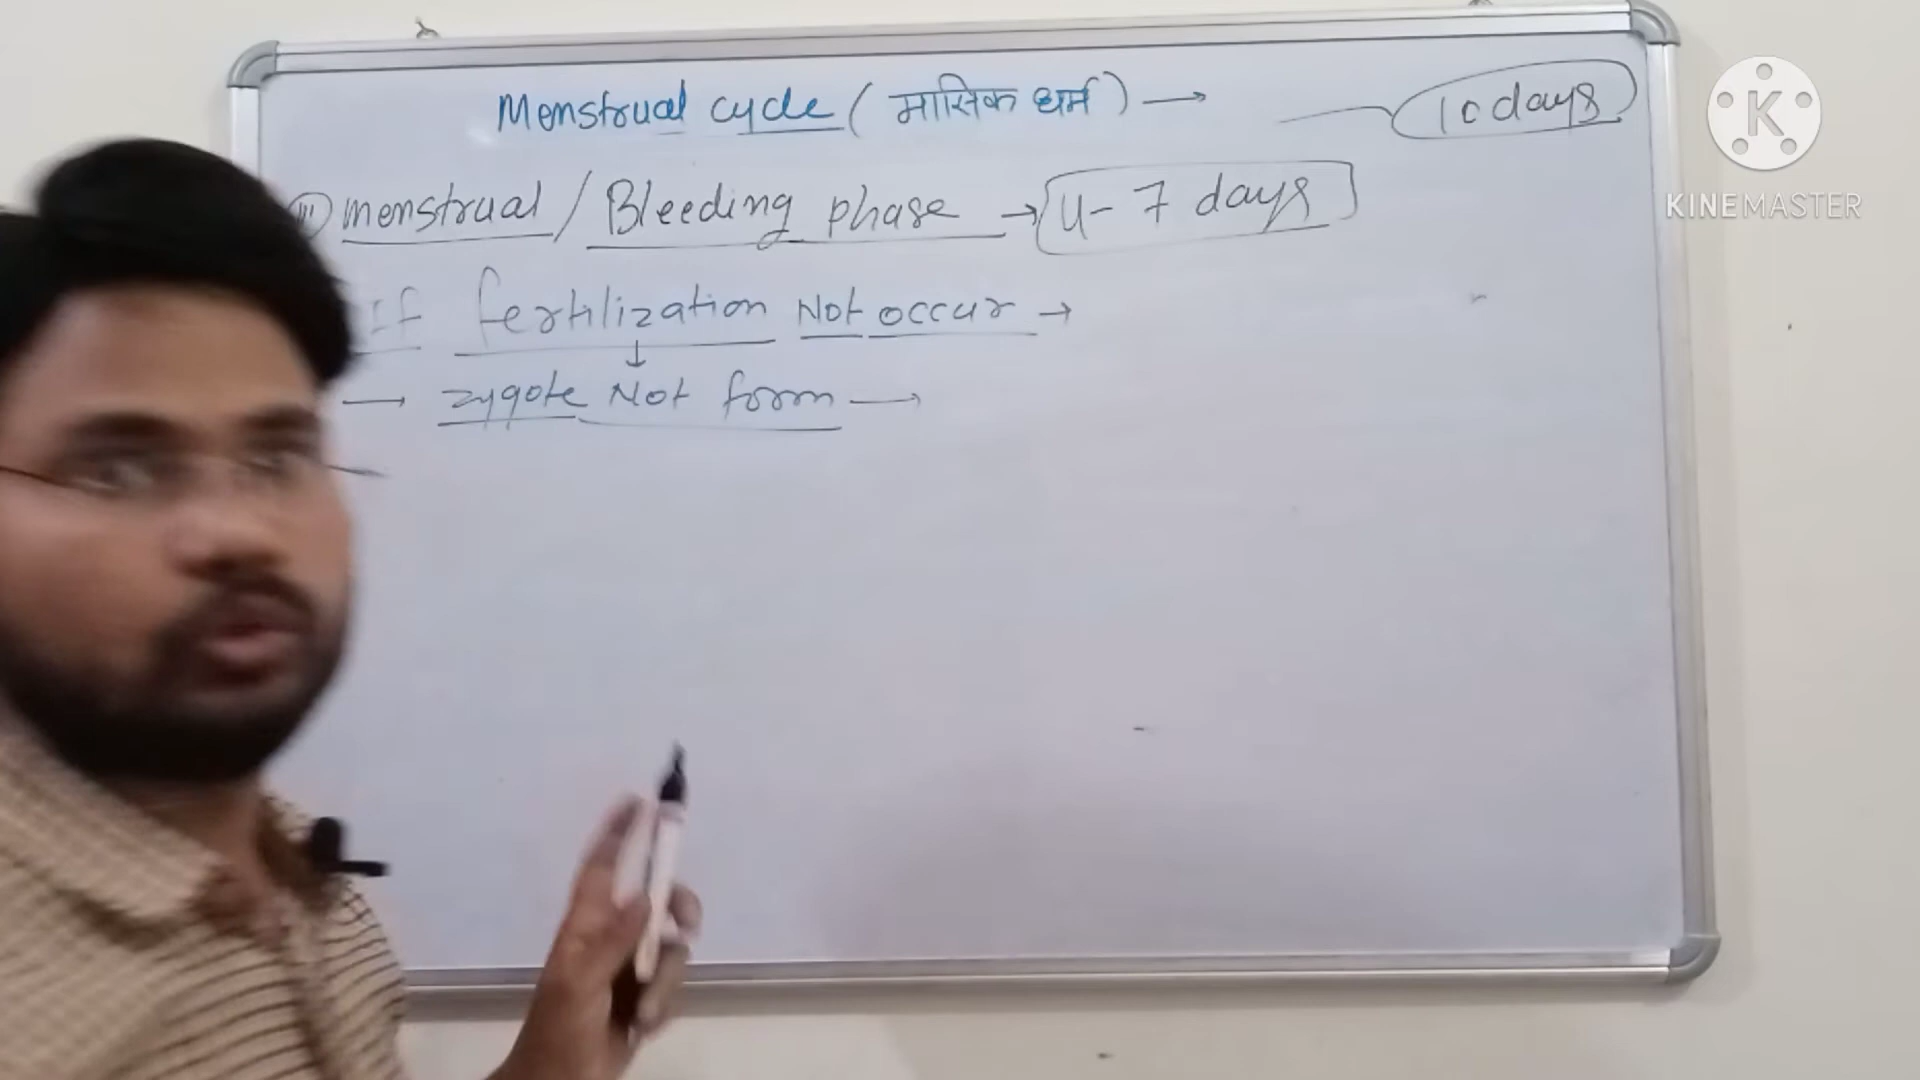 Menstrual cycle (मासिक धर्म) → 10 days
(iii) menstrual / Bleeding phase → 4-7 days
If fertilization Not occur →
↓
→ zygote Not form →
K
KINEMASTER